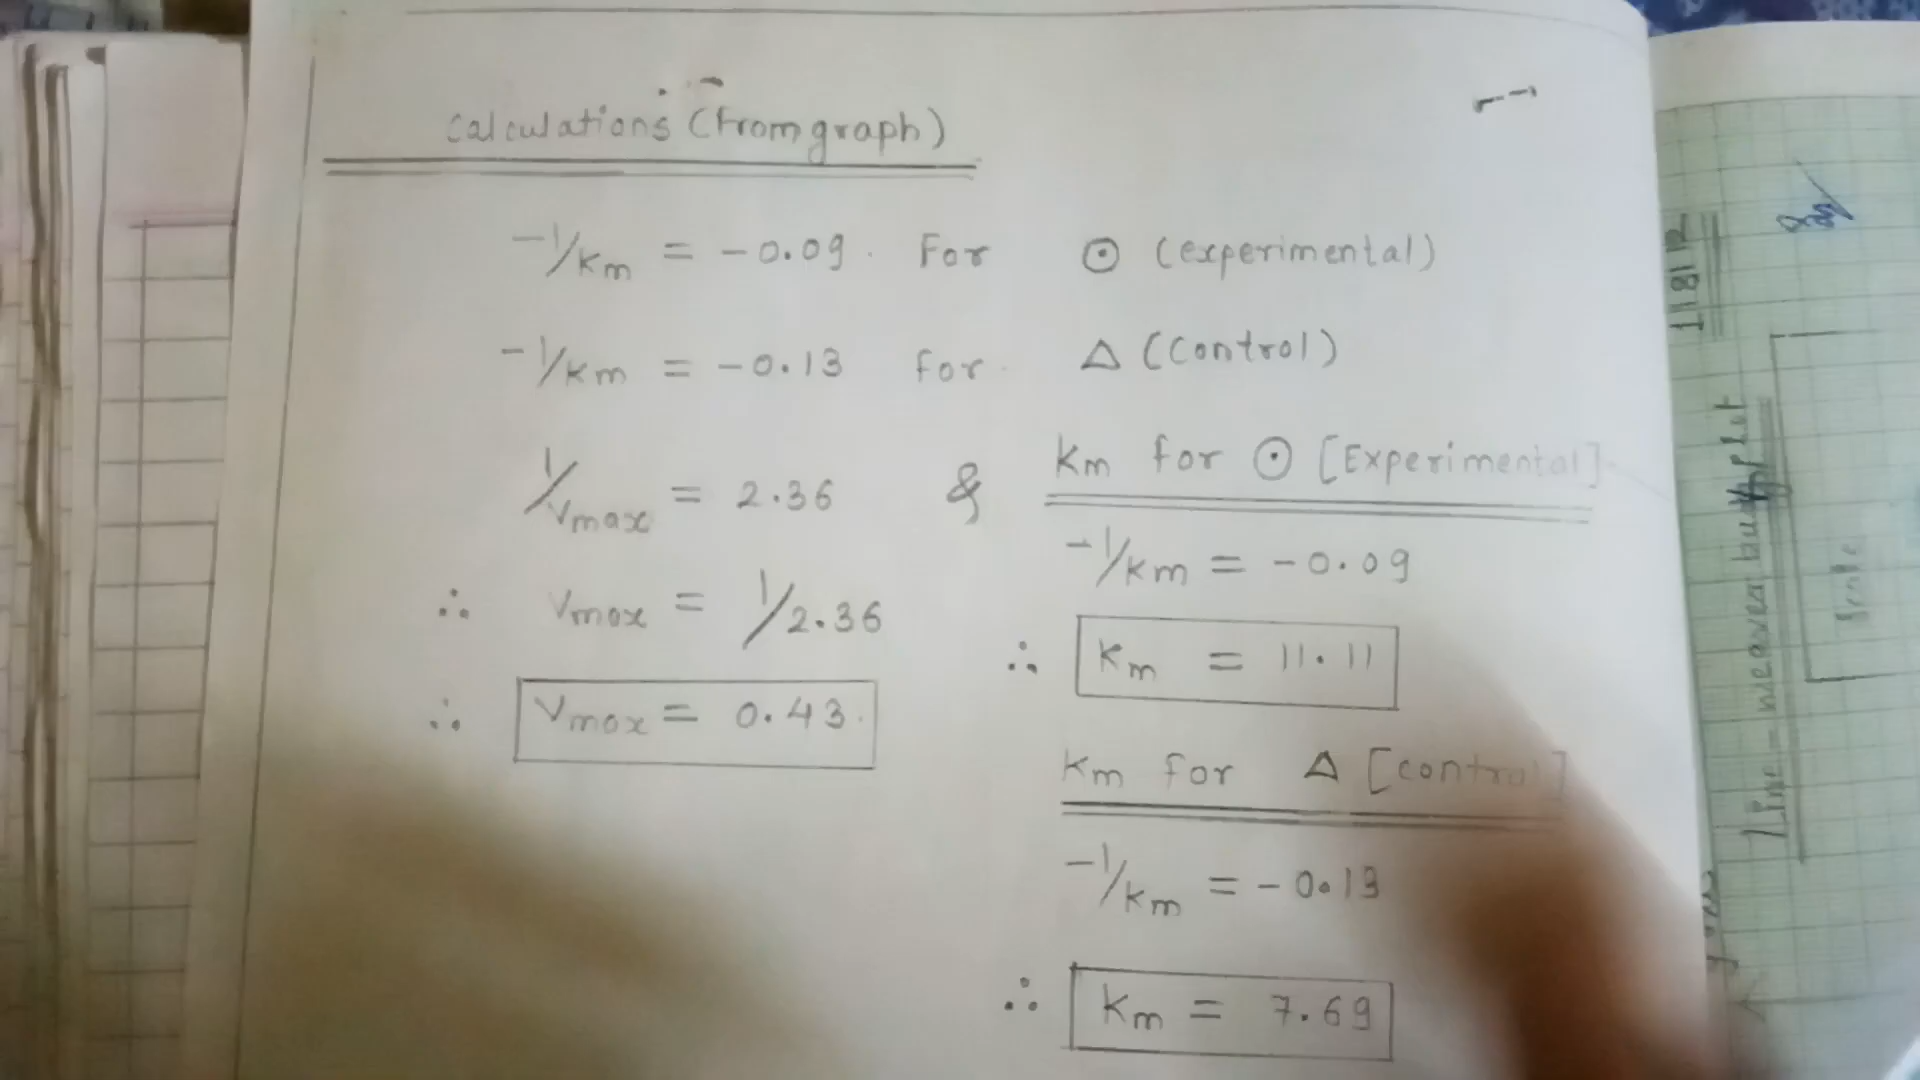 Calculations (From graph)
-1/Km = -0.09. For ⊙ (experimental)
-1/Km = -0.13 for Δ (Control)
1/Vmax = 2.36 &
∴ Vmax = 1/2.36
∴ Vmax = 0.43.
Km for ⊙ [Experimental]
-1/Km = -0.09
∴ Km = 11.11
Km for Δ [control]
-1/Km = -0.13
∴ Km = 7.69
Line-weaver burk plot
Scale